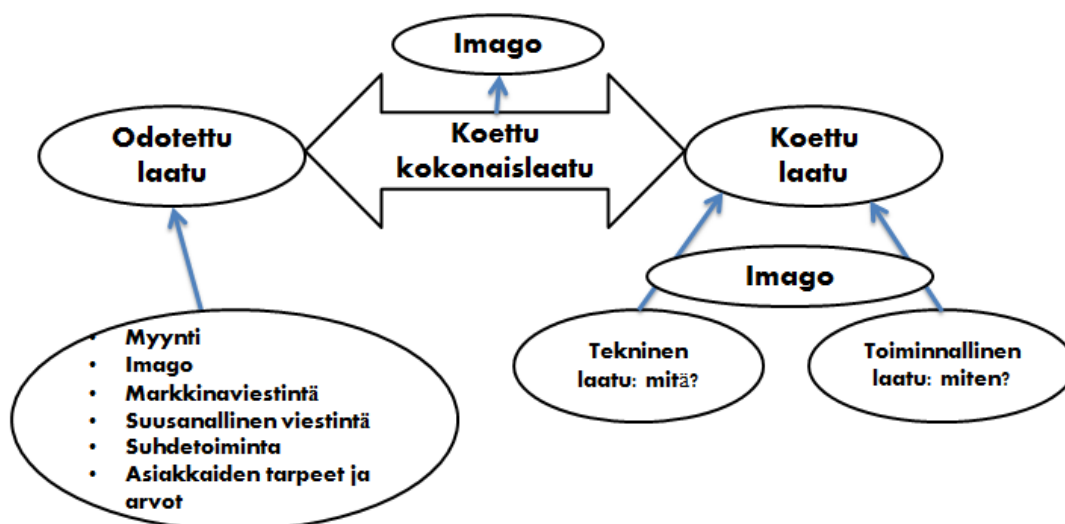 Imago
Odotettu
laatu
Koettu
kokonaislaatu
Koettu
laatu
Imago
• Myynti
• Imago
• Markkinaviestintä
• Suusanallinen viestintä
• Suhdetoiminta
• Asiakkaiden tarpeet ja
arvot
Tekninen
laatu: mitä?
Toiminnallinen
laatu: miten?